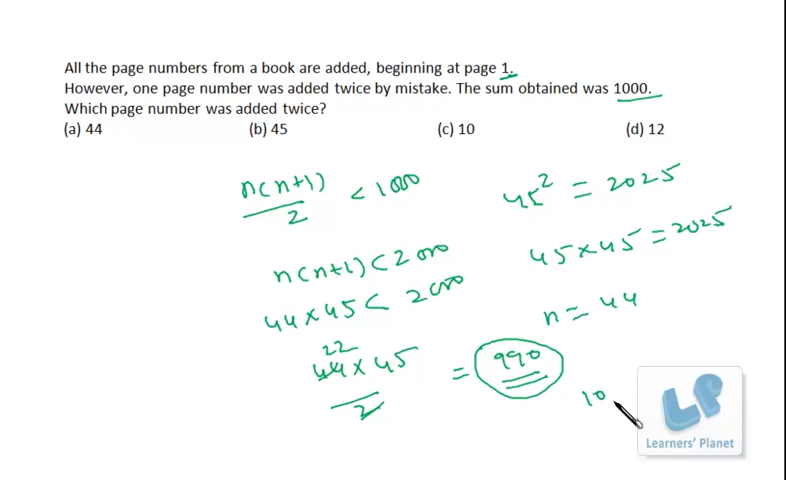 All the page numbers from a book are added, beginning at page 1.
However, one page number was added twice by mistake. The sum obtained was 1000.
Which page number was added twice?
(a) 44 (b) 45 (c) 10 (d) 12
n(n+1)/2 < 1000
45² = 2025
n(n+1) < 2000
45 × 45 = 2025
44 × 45 < 2000
n = 44
22
44 × 45 / 2 = 990
10
LP
Learners' Planet